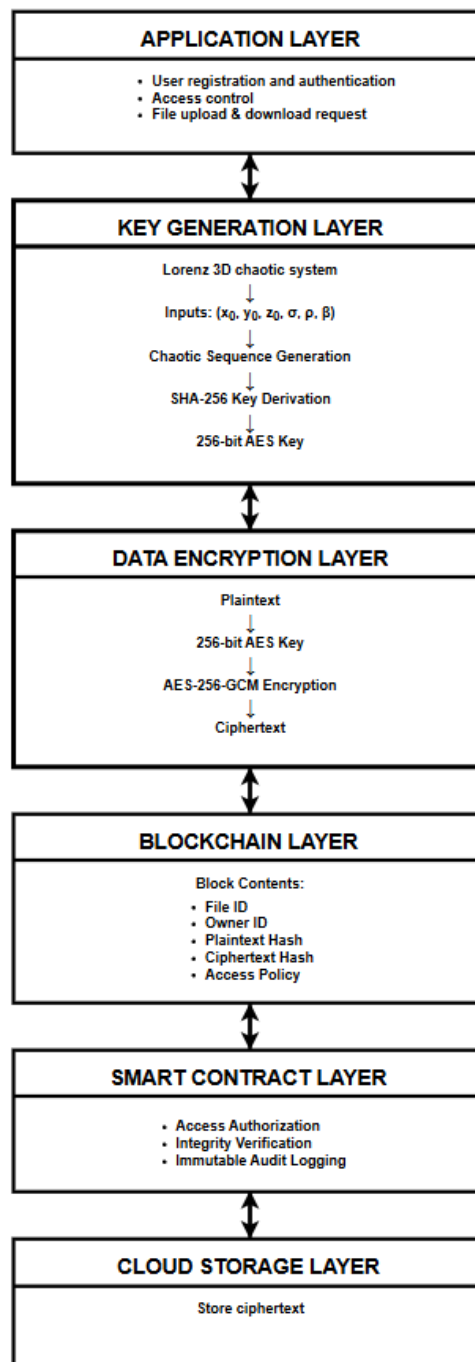 APPLICATION LAYER
• User registration and authentication
• Access control
• File upload & download request
KEY GENERATION LAYER
Lorenz 3D chaotic system
↓
Inputs: (x₀, y₀, z₀, σ, ρ, β)
↓
Chaotic Sequence Generation
↓
SHA-256 Key Derivation
↓
256-bit AES Key
DATA ENCRYPTION LAYER
Plaintext
↓
256-bit AES Key
↓
AES-256-GCM Encryption
↓
Ciphertext
BLOCKCHAIN LAYER
Block Contents:
• File ID
• Owner ID
• Plaintext Hash
• Ciphertext Hash
• Access Policy
SMART CONTRACT LAYER
• Access Authorization
• Integrity Verification
• Immutable Audit Logging
CLOUD STORAGE LAYER
Store ciphertext